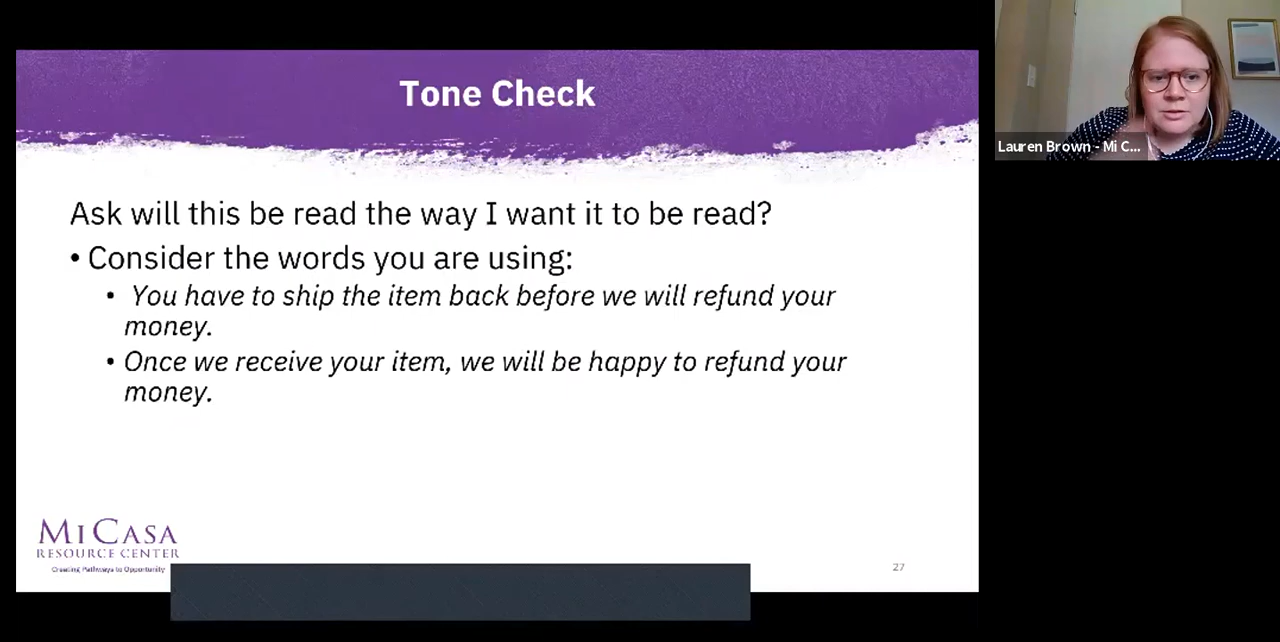 Tone Check
Ask will this be read the way I want it to be read?
• Consider the words you are using:
• You have to ship the item back before we will refund your
money.
• Once we receive your item, we will be happy to refund your
money.
MI CASA
RESOURCE CENTER
Creating Pathways to Opportunity
27
Lauren Brown - Mi C...